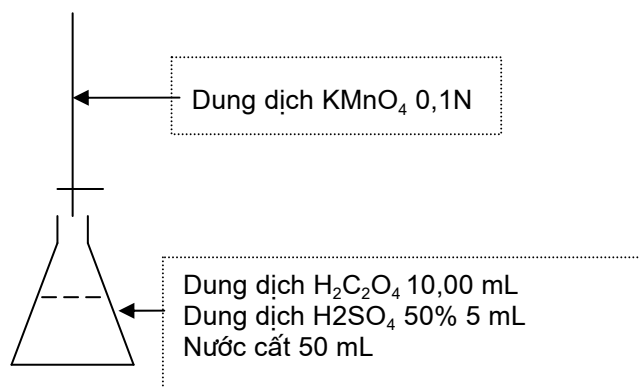 Dung dịch KMnO₄ 0,1N
Dung dịch H₂C₂O₄ 10,00 mL
Dung dịch H2SO₄ 50% 5 mL
Nước cất 50 mL